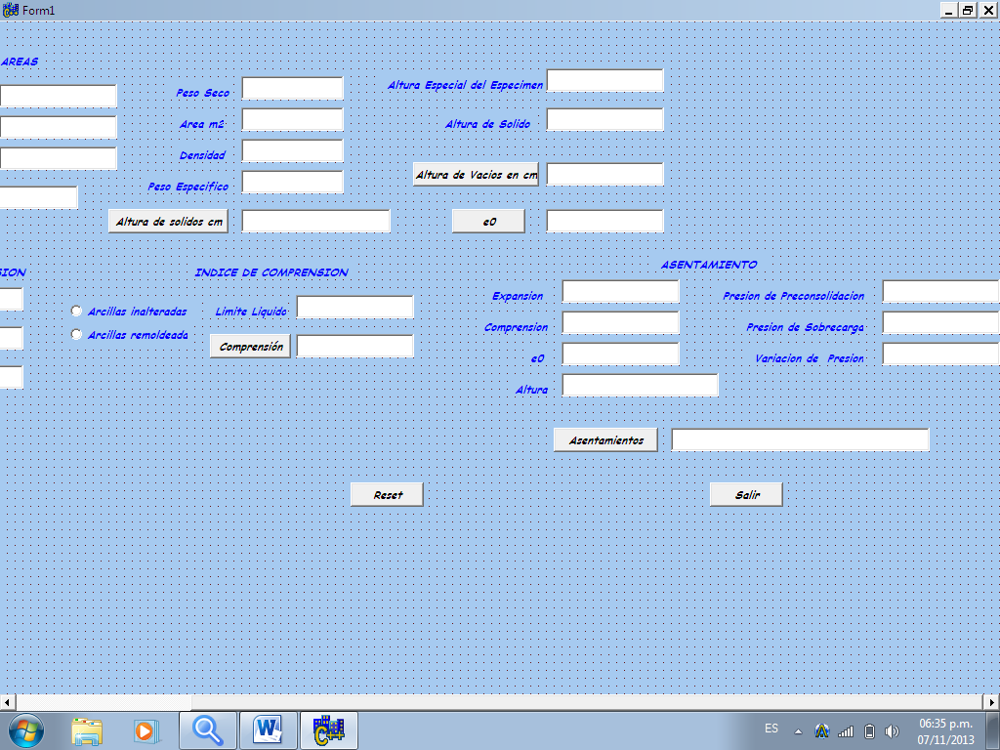 Form1
AREAS
Peso Seco
Altura Especial del Especimen
Area m2
Altura de Solido
Densidad
Peso Especifico
Altura de Vacios en cm
Altura de solidos cm
e0
SION
INDICE DE COMPRENSION
ASENTAMIENTO
Arcillas inalteradas
Limite Liquido
Expansion
Presion de Preconsolidacion
Arcillas remoldeada
Comprensión
Comprension
Presion de Sobrecarga
e0
Variacion de Presion
Altura
Asentamientos
Reset
Salir
ES
06:35 p.m.
07/11/2013